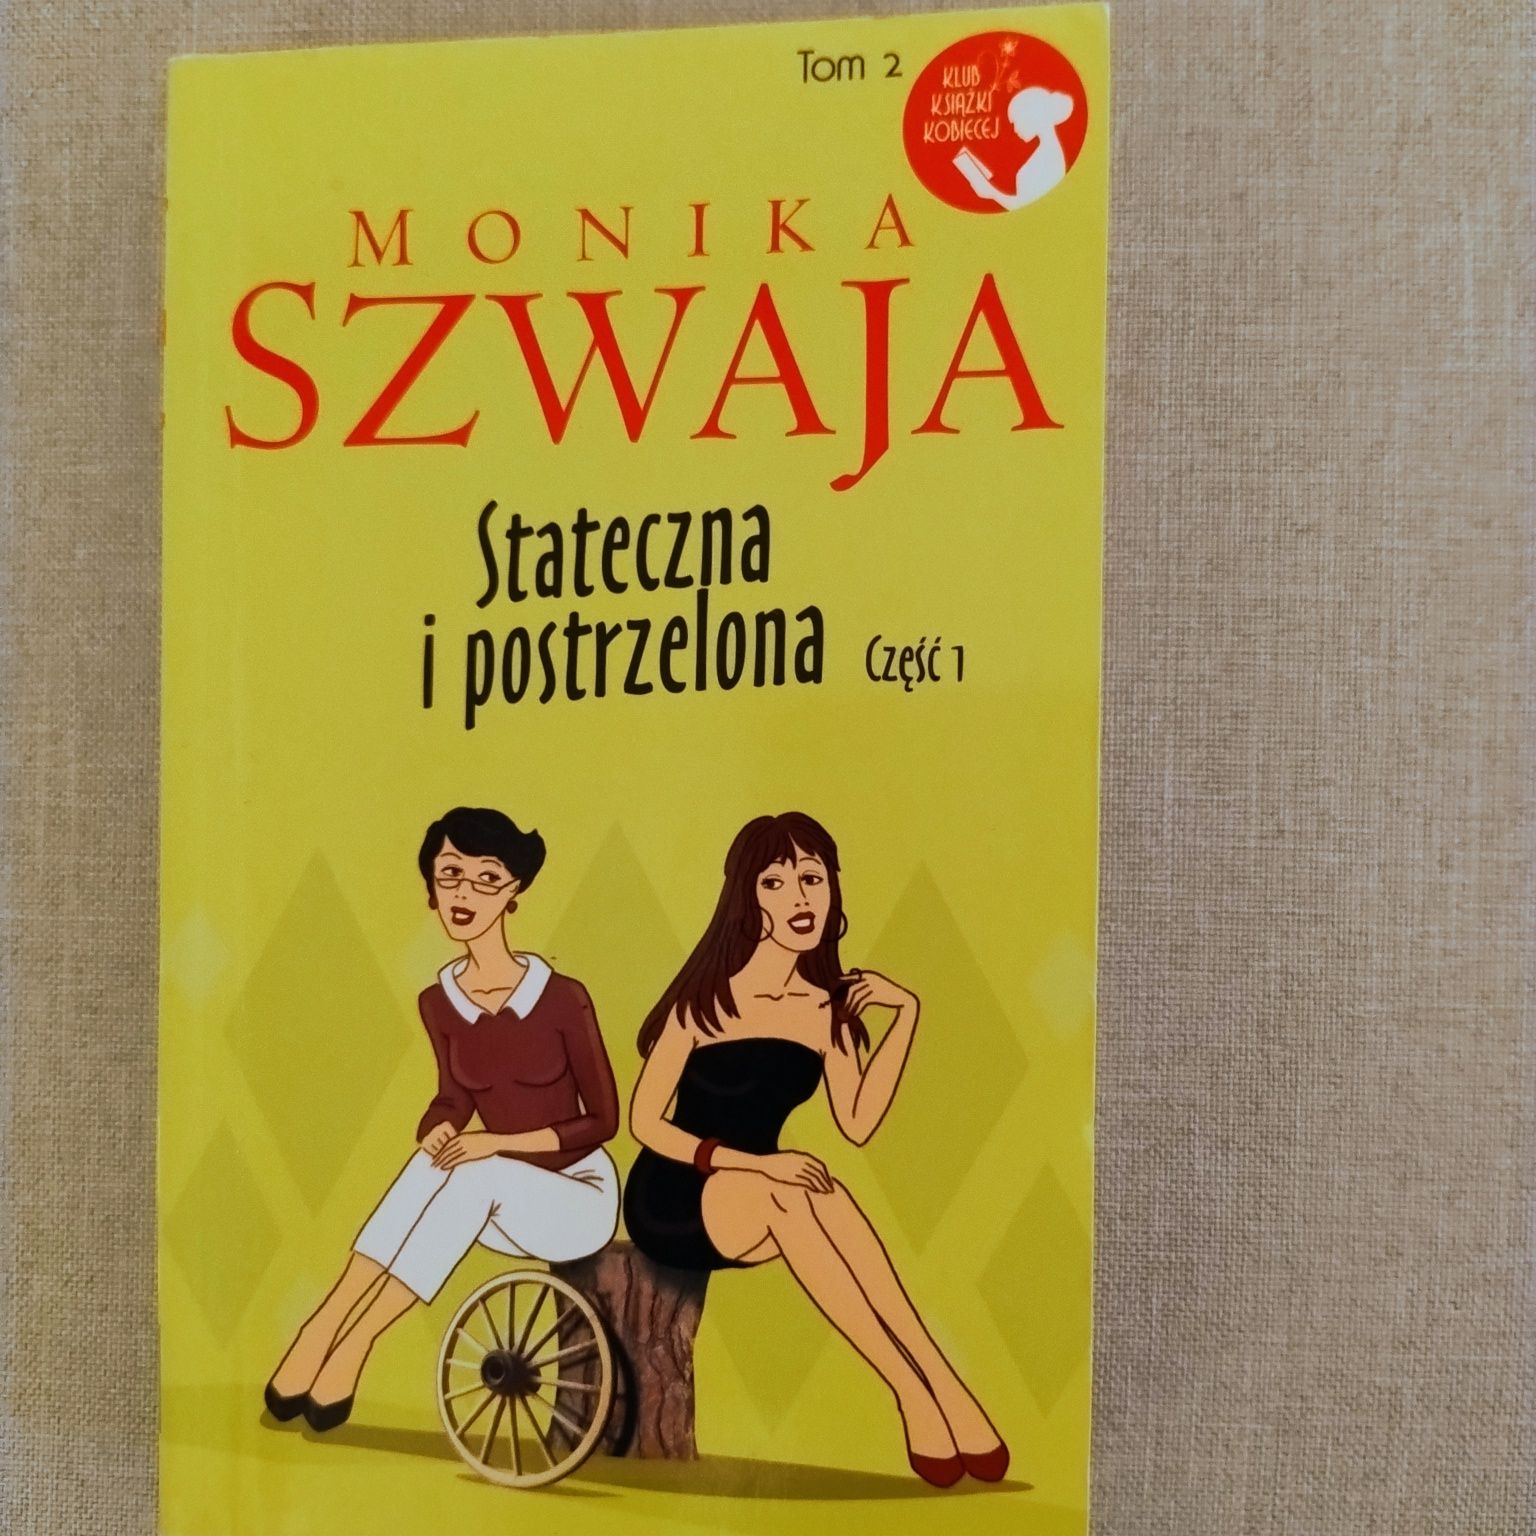 Tom 2
KLUB
KSIĄŻKI
KOBIECEJ
MONIKA
SZWAJA
Stateczna
i postrzelona Część 1